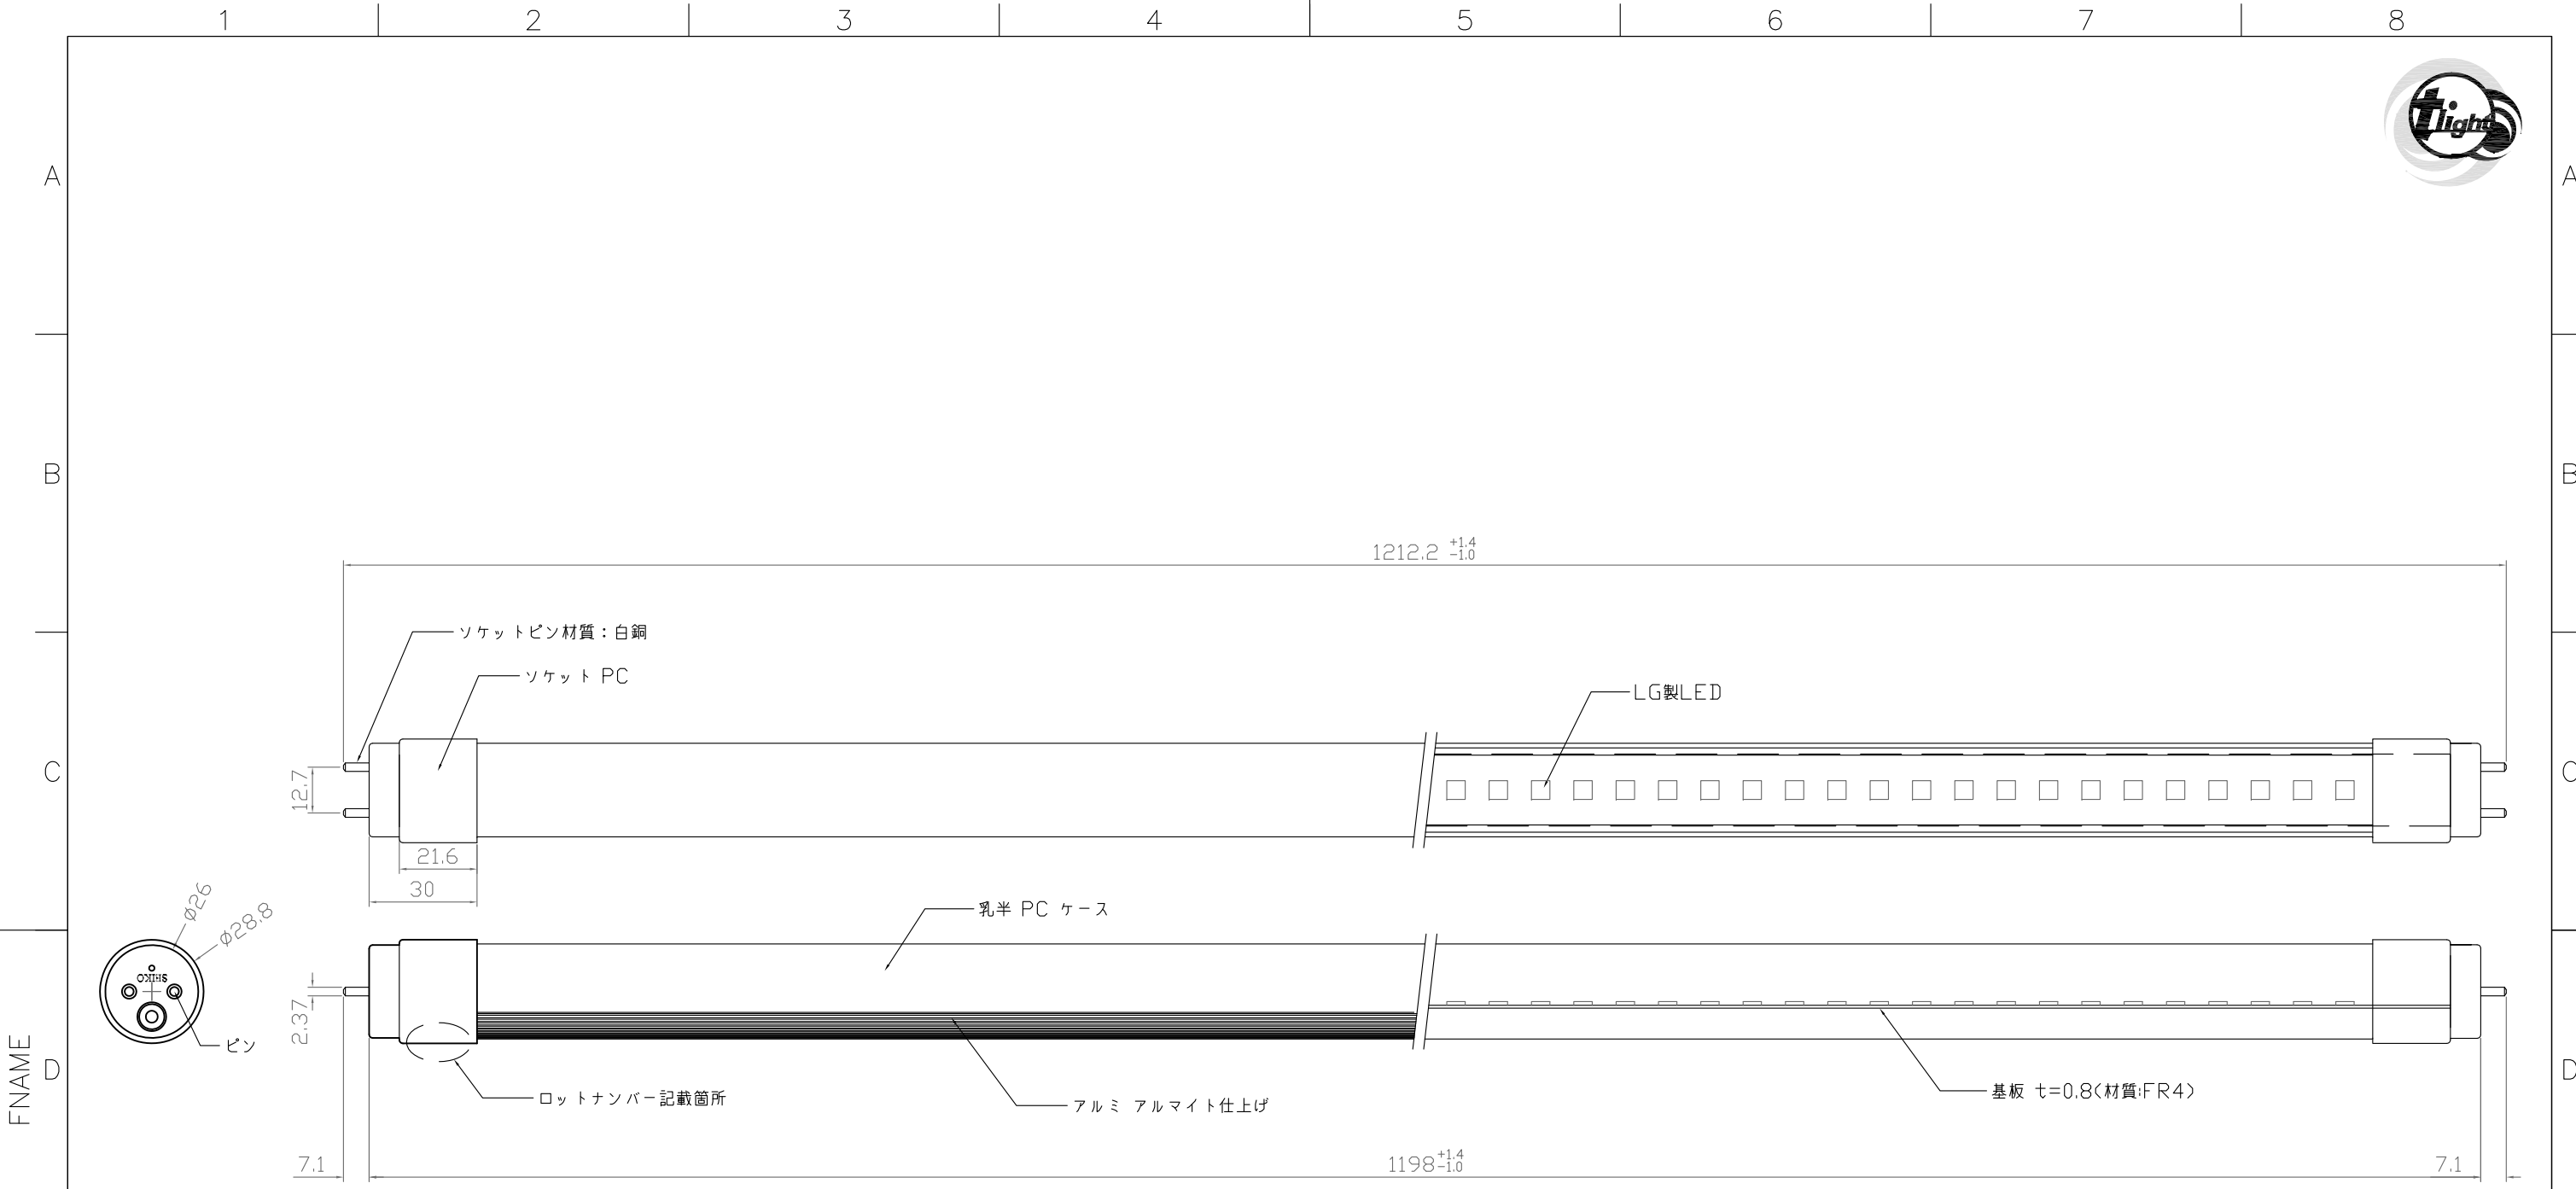 1 2 3 4 5 6 7 8
t light
A A
B B
1212.2 +1.4 -1.0
ソケットピン材質：白銅
ソケット PC
LG製LED
C C
12.7
21.6
30
φ26
φ28.8
乳半 PC ケース
SHIKO
2.37
ピン
FNAME
D D
ロットナンバー記載箇所
アルミ アルマイト仕上げ
基板 t=0.8(材質:FR4)
7.1
1198 +1.4 -1.0
7.1